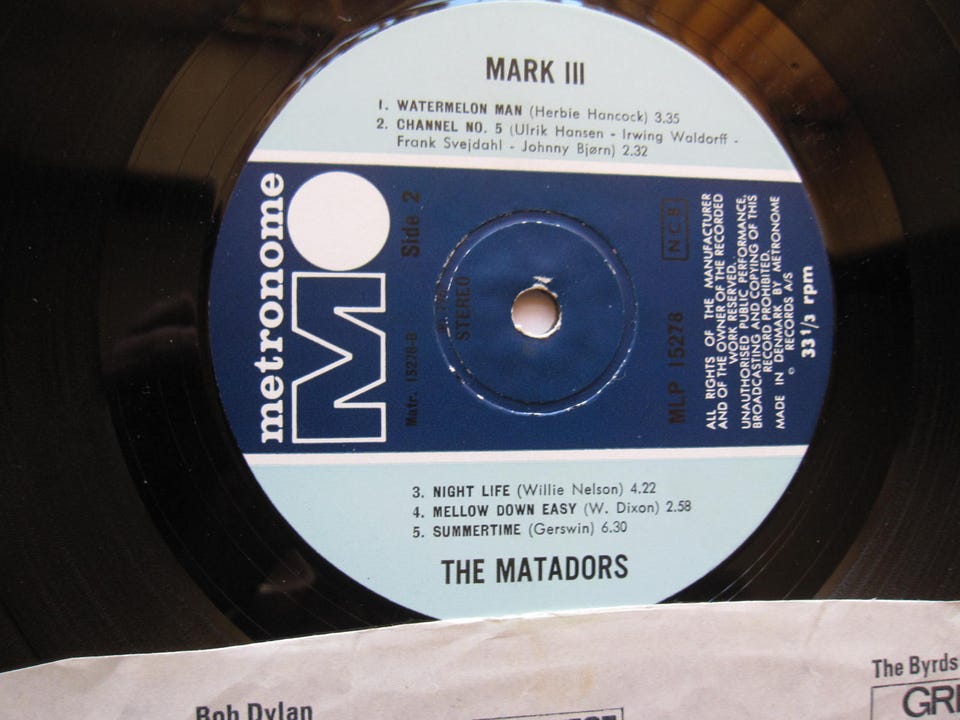 MARK III
1. WATERMELON MAN (Herbie Hancock) 3.35
2. CHANNEL NO. 5 (Ulrik Hansen - Irwing Waldorff -
Frank Svejdahl - Johnny Bjørn) 2.32
metronome
Matr. 15278-B
Side 2
STEREO
NCB
MLP 15278
ALL RIGHTS OF THE MANUFACTURER
AND OF THE OWNER OF THE RECORDED
WORK RESERVED.
UNAUTHORISED PUBLIC PERFORMANCE,
BROADCASTING AND COPYING OF THIS
RECORD PROHIBITED.
MADE IN DENMARK BY METRONOME
RECORDS A/S
©
33 1/3 rpm
3. NIGHT LIFE (Willie Nelson) 4.22
4. MELLOW DOWN EASY (W. Dixon) 2.58
5. SUMMERTIME (Gerswin) 6.30
THE MATADORS
The Byrds
Bob Dylan